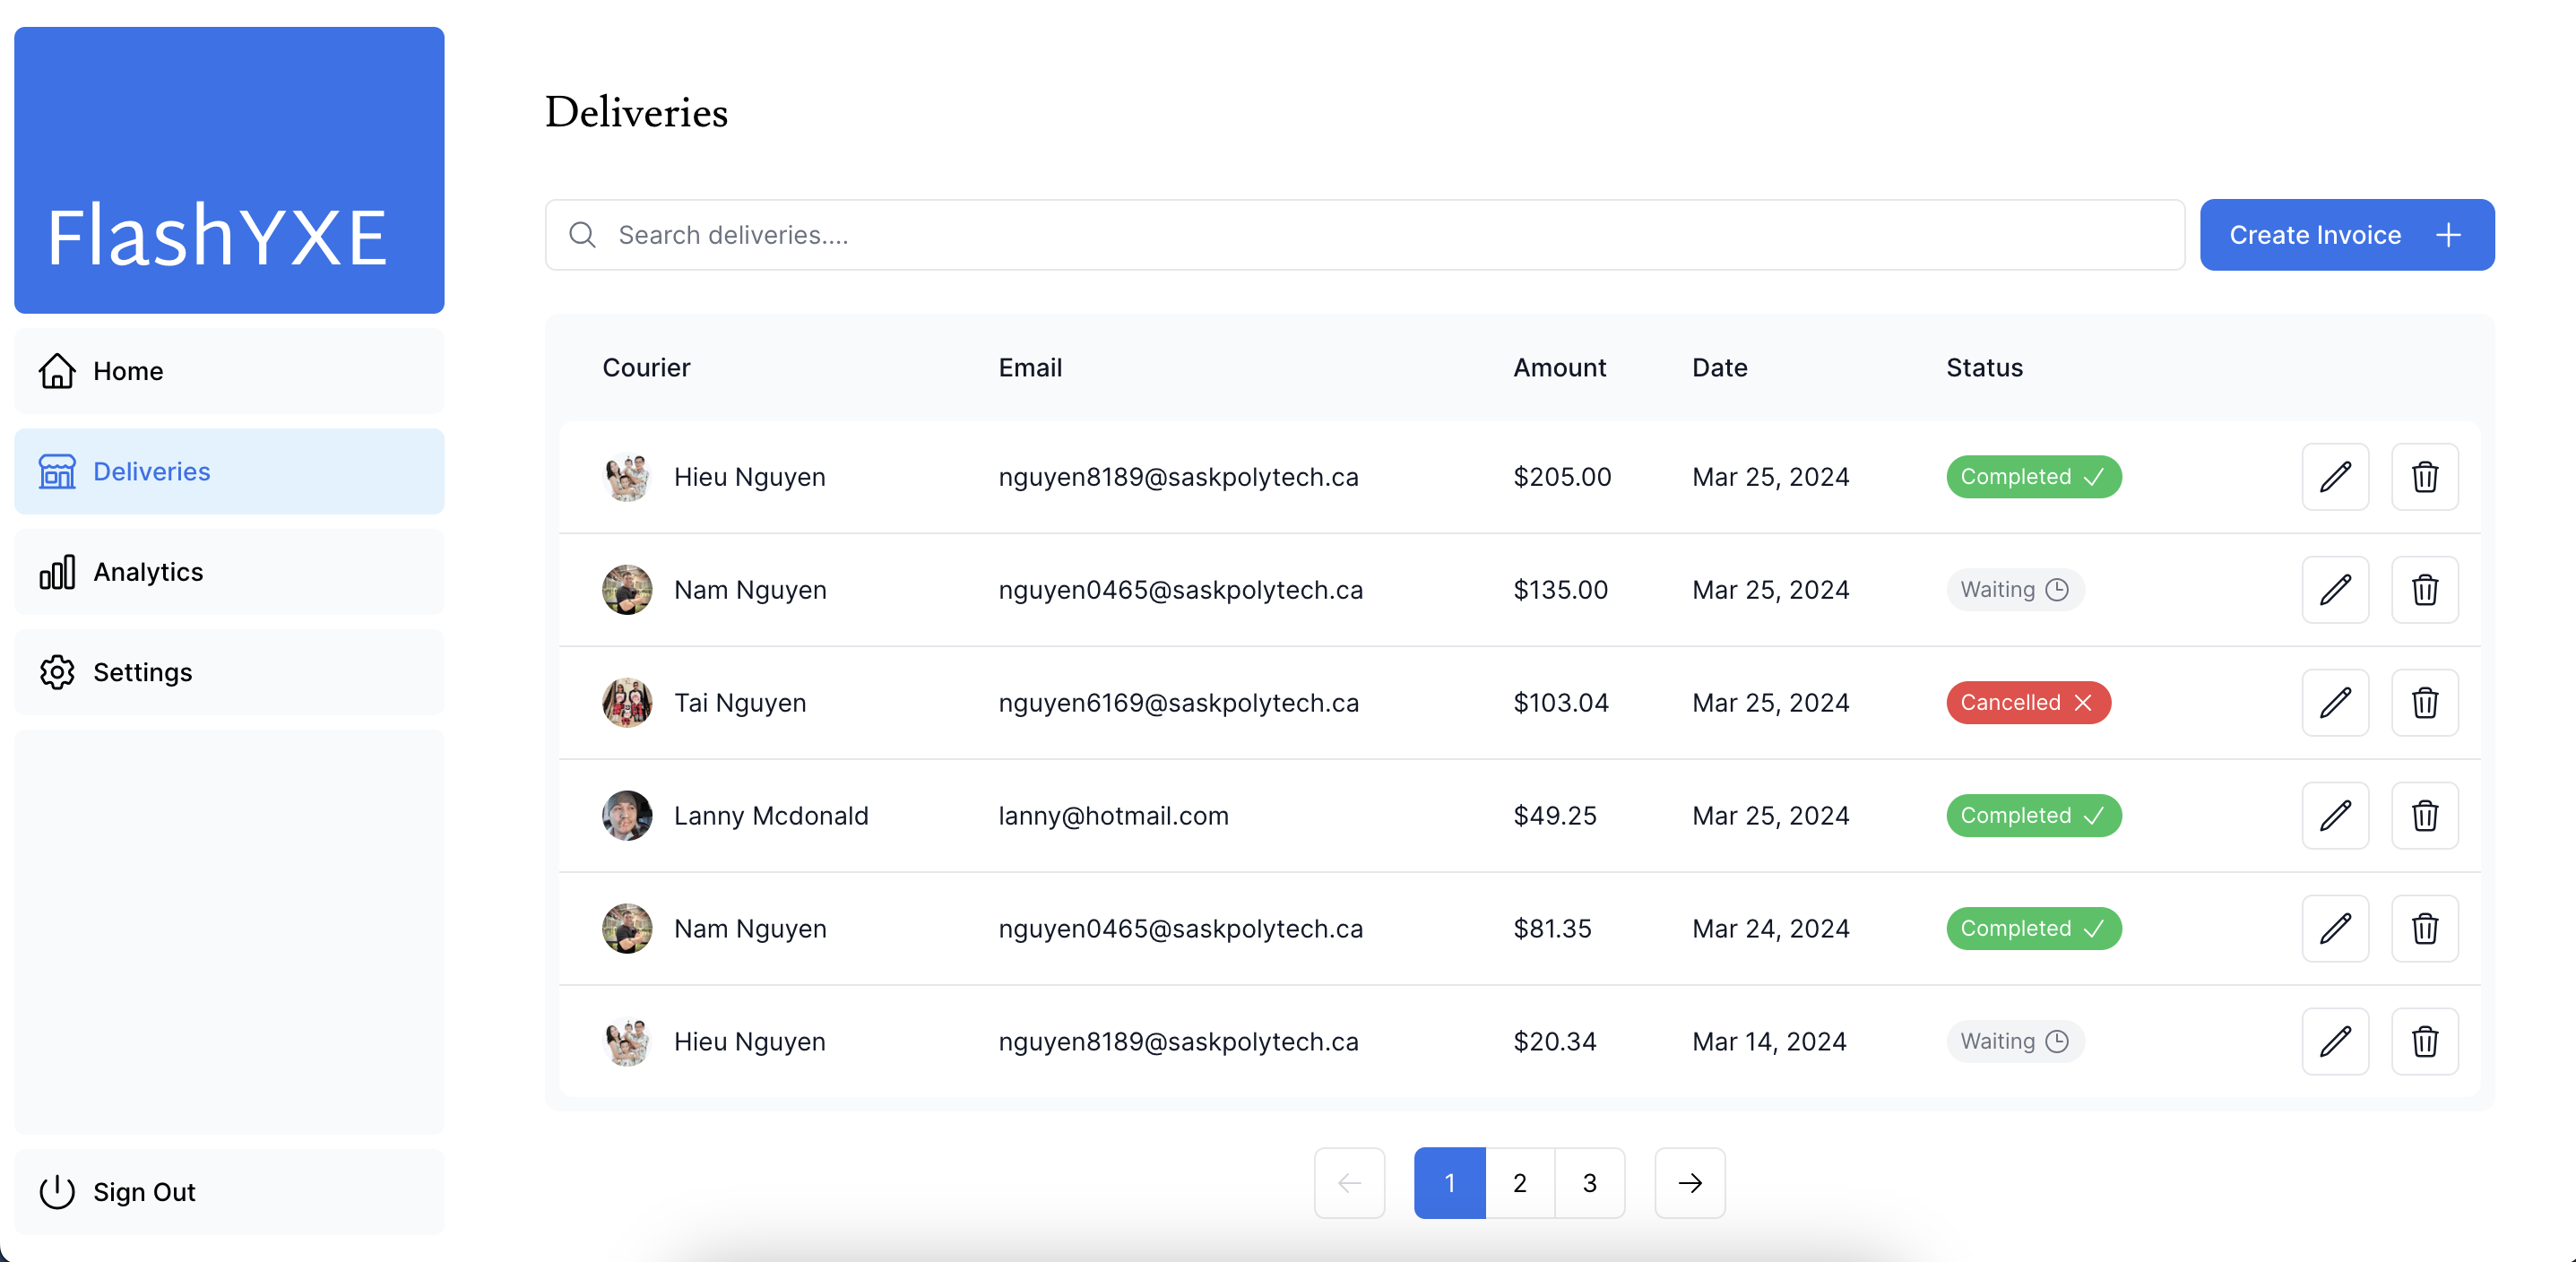 FlashYXE
Home
Deliveries
Analytics
Settings
Sign Out
Deliveries
Search deliveries....
Create Invoice
Courier Email Amount Date Status
Hieu Nguyen nguyen8189@saskpolytech.ca $205.00 Mar 25, 2024 Completed
Nam Nguyen nguyen0465@saskpolytech.ca $135.00 Mar 25, 2024 Waiting
Tai Nguyen nguyen6169@saskpolytech.ca $103.04 Mar 25, 2024 Cancelled
Lanny Mcdonald lanny@hotmail.com $49.25 Mar 25, 2024 Completed
Nam Nguyen nguyen0465@saskpolytech.ca $81.35 Mar 24, 2024 Completed
Hieu Nguyen nguyen8189@saskpolytech.ca $20.34 Mar 14, 2024 Waiting
1 2 3